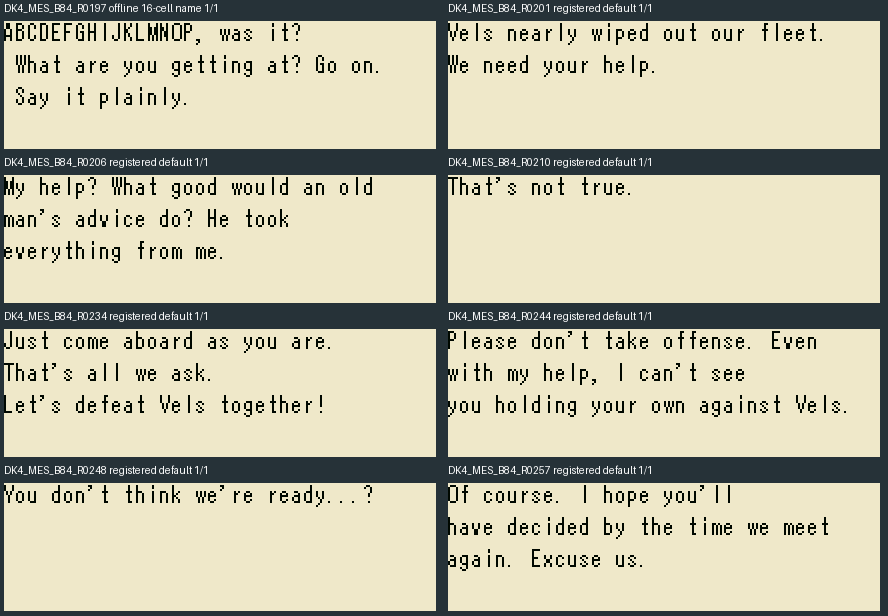 DK4_MES_B84_R0197 offline 16-cell name 1/1
ABCDEFGHIJKLMNOP, was it?
What are you getting at? Go on.
Say it plainly.
DK4_MES_B84_R0201 registered default 1/1
Vels nearly wiped out our fleet.
We need your help.
DK4_MES_B84_R0206 registered default 1/1
My help? What good would an old
man's advice do? He took
everything from me.
DK4_MES_B84_R0210 registered default 1/1
That's not true.
DK4_MES_B84_R0234 registered default 1/1
Just come aboard as you are.
That's all we ask.
Let's defeat Vels together!
DK4_MES_B84_R0244 registered default 1/1
Please don't take offense. Even
with my help, I can't see
you holding your own against Vels.
DK4_MES_B84_R0248 registered default 1/1
You don't think we're ready...?
DK4_MES_B84_R0257 registered default 1/1
Of course. I hope you'll
have decided by the time we meet
again. Excuse us.